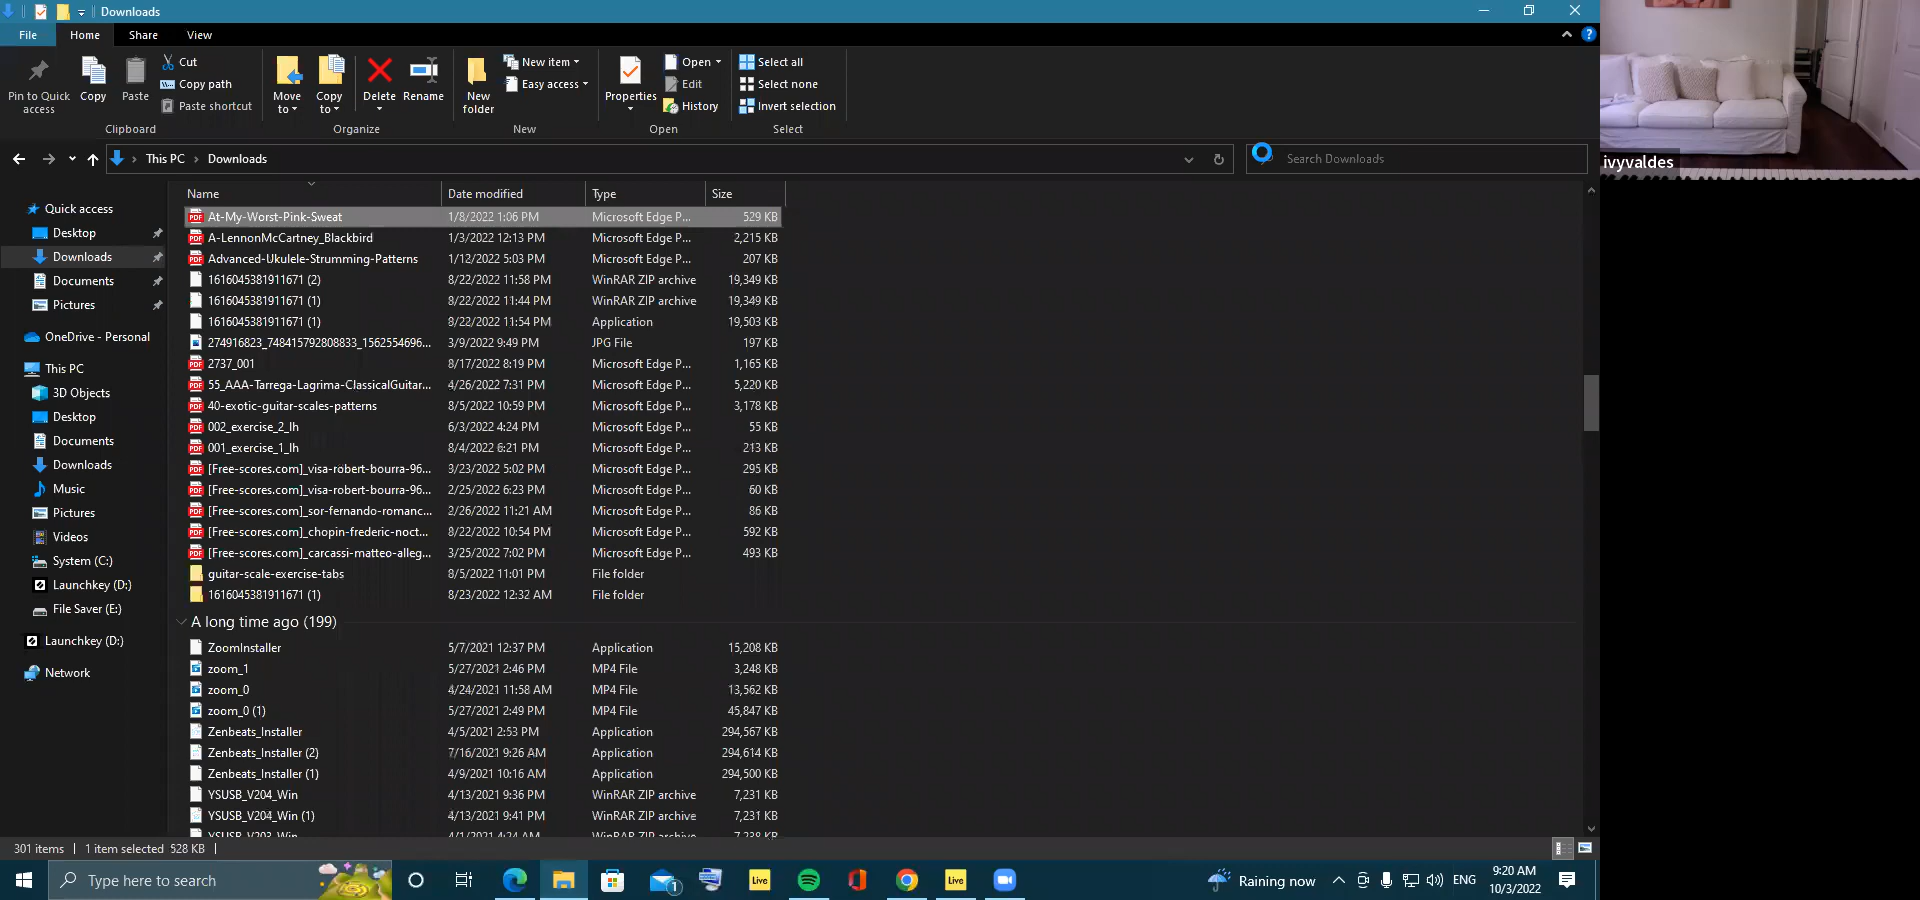 Downloads
File Home Share View
Pin to Quick access
Copy
Paste
Cut
Copy path
Paste shortcut
Clipboard
Move to
Copy to
Delete
Rename
Organize
New folder
New item
Easy access
New
Properties
Open
Edit
History
Open
Select all
Select none
Invert selection
Select
This PC > Downloads
Search Downloads
ivyvaldes
Quick access
Desktop
Downloads
Documents
Pictures
OneDrive - Personal
This PC
3D Objects
Desktop
Documents
Downloads
Music
Pictures
Videos
System (C:)
Launchkey (D:)
File Saver (E:)
Launchkey (D:)
Network
Name Date modified Type Size
At-My-Worst-Pink-Sweat 1/8/2022 1:06 PM Microsoft Edge P... 529 KB
A-LennonMcCartney_Blackbird 1/3/2022 12:13 PM Microsoft Edge P... 2,215 KB
Advanced-Ukulele-Strumming-Patterns 1/12/2022 5:03 PM Microsoft Edge P... 207 KB
1616045381911671 (2) 8/22/2022 11:58 PM WinRAR ZIP archive 19,349 KB
1616045381911671 (1) 8/22/2022 11:44 PM WinRAR ZIP archive 19,349 KB
1616045381911671 (1) 8/22/2022 11:54 PM Application 19,503 KB
274916823_748415792808833_1562554696... 3/9/2022 9:49 PM JPG File 197 KB
2737_001 8/17/2022 8:19 PM Microsoft Edge P... 1,165 KB
55_AAA-Tarrega-Lagrima-ClassicalGuitar... 4/26/2022 7:31 PM Microsoft Edge P... 5,220 KB
40-exotic-guitar-scales-patterns 8/5/2022 10:59 PM Microsoft Edge P... 3,178 KB
002_exercise_2_lh 6/3/2022 4:24 PM Microsoft Edge P... 55 KB
001_exercise_1_lh 8/4/2022 6:21 PM Microsoft Edge P... 213 KB
[Free-scores.com]_visa-robert-bourra-96... 3/23/2022 5:02 PM Microsoft Edge P... 295 KB
[Free-scores.com]_visa-robert-bourra-96... 2/25/2022 6:23 PM Microsoft Edge P... 60 KB
[Free-scores.com]_sor-fernando-romanc... 2/26/2022 11:21 AM Microsoft Edge P... 86 KB
[Free-scores.com]_chopin-frederic-noct... 8/22/2022 10:54 PM Microsoft Edge P... 592 KB
[Free-scores.com]_carcassi-matteo-alleg... 3/25/2022 7:02 PM Microsoft Edge P... 493 KB
guitar-scale-exercise-tabs 8/5/2022 11:01 PM File folder
1616045381911671 (1) 8/23/2022 12:32 AM File folder
A long time ago (199)
ZoomInstaller 5/7/2021 12:37 PM Application 15,208 KB
zoom_1 5/27/2021 2:46 PM MP4 File 3,248 KB
zoom_0 4/24/2021 11:58 AM MP4 File 13,562 KB
zoom_0 (1) 5/27/2021 2:49 PM MP4 File 45,847 KB
Zenbeats_Installer 4/5/2021 2:53 PM Application 294,567 KB
Zenbeats_Installer (2) 7/16/2021 9:26 AM Application 294,614 KB
Zenbeats_Installer (1) 4/9/2021 10:16 AM Application 294,500 KB
YSUSB_V204_Win 4/13/2021 9:36 PM WinRAR ZIP archive 7,231 KB
YSUSB_V204_Win (1) 4/13/2021 9:41 PM WinRAR ZIP archive 7,231 KB
YSUSB_V203_Win 4/1/2021 4:24 AM WinRAR ZIP archive 7,238 KB
301 items 1 item selected 528 KB
Type here to search
1
Live
Live
Raining now
ENG
9:20 AM
10/3/2022